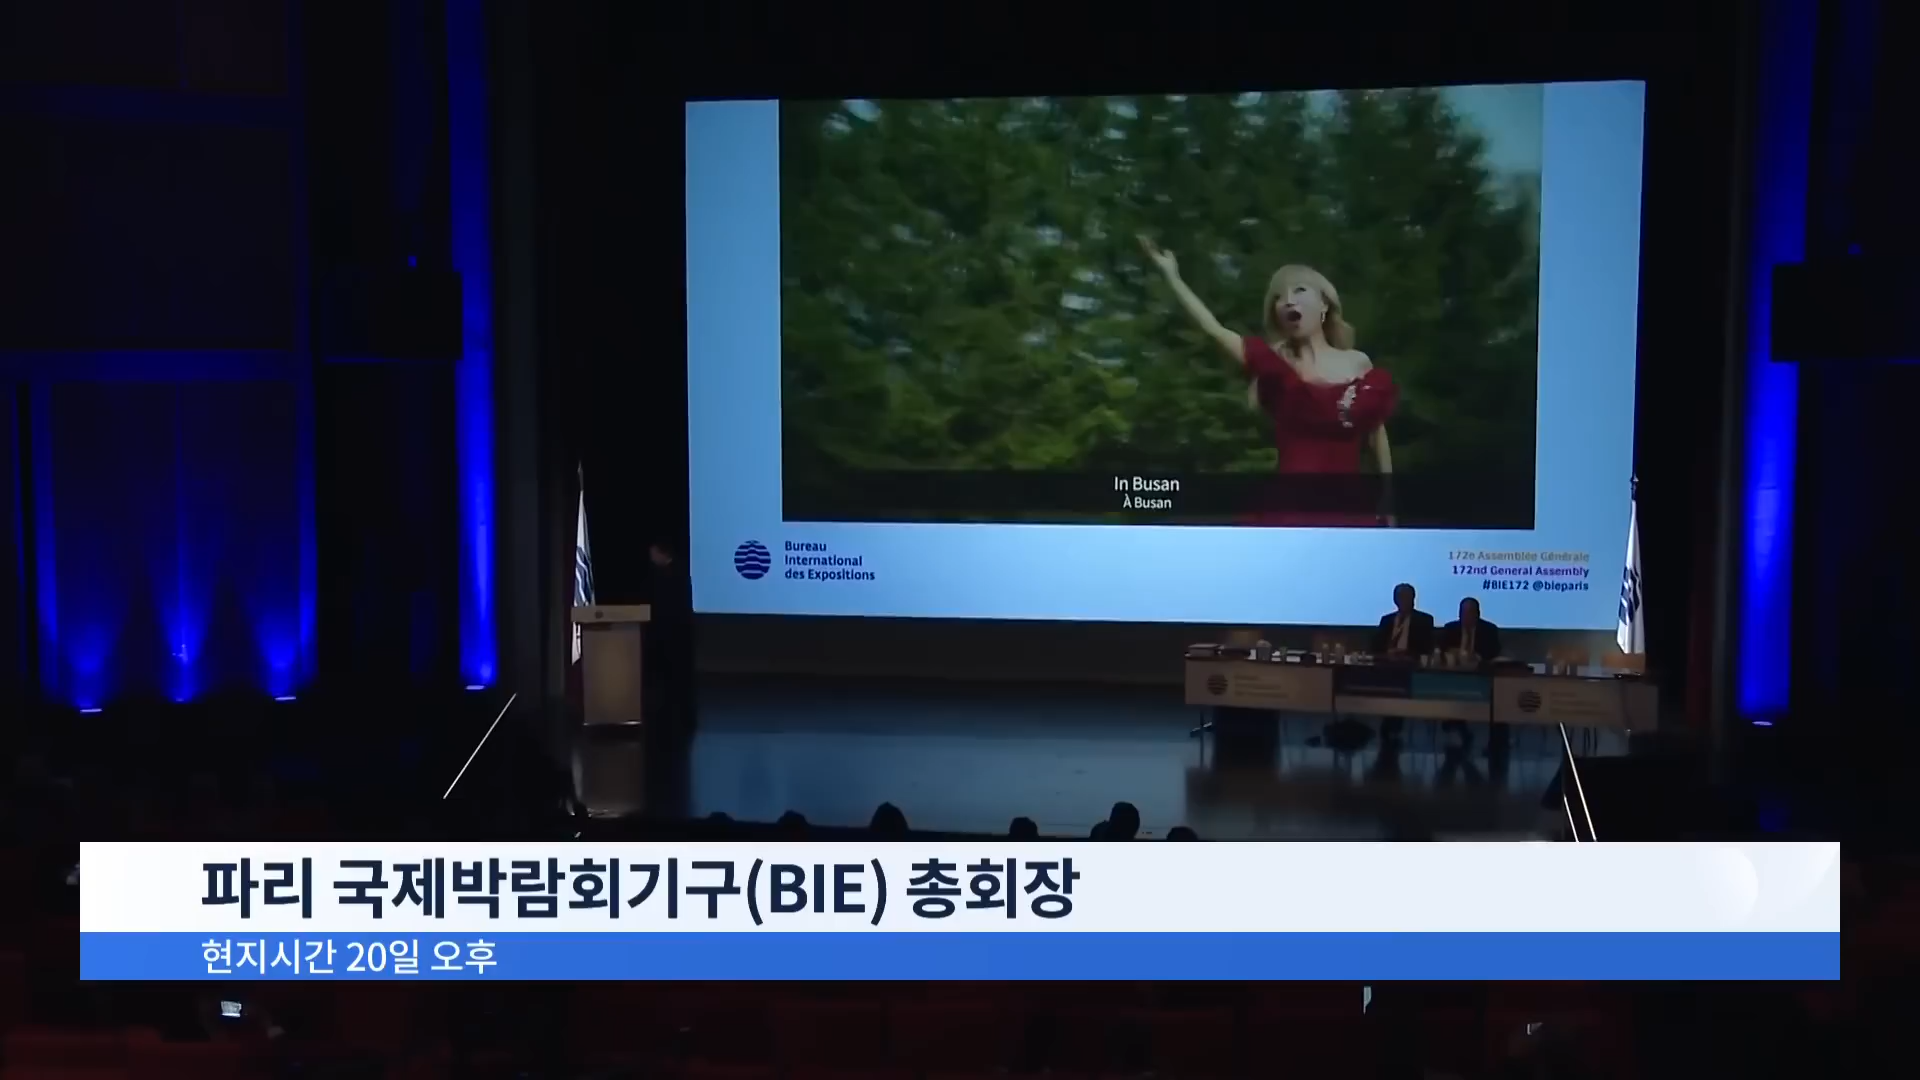 In Busan
À Busan
Bureau
International
des Expositions
172e Assemblée Générale
172nd General Assembly
#BIE172 @bieparis
파리 국제박람회기구(BIE) 총회장
현지시간 20일 오후